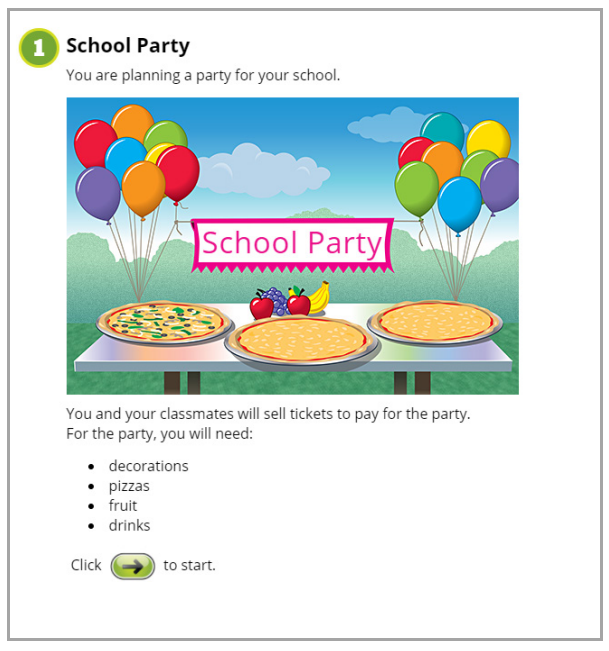 1 School Party
You are planning a party for your school.
School Party
You and your classmates will sell tickets to pay for the party.
For the party, you will need:
• decorations
• pizzas
• fruit
• drinks
Click → to start.